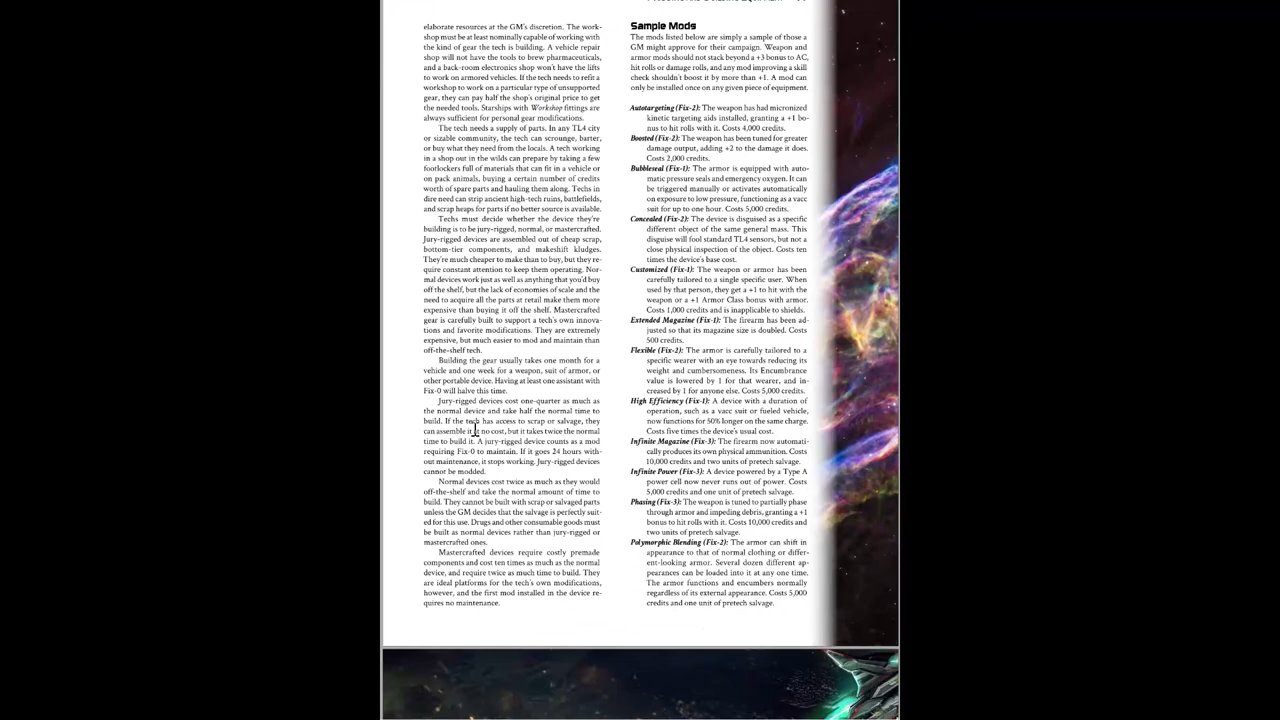 elaborate resources at the GM's discretion. The work-
shop must be at least nominally capable of working with
the kind of gear the tech is building. A vehicle repair
shop will not have the tools to brew pharmaceuticals,
and a back-room electronics shop won't have the lifts
to work on armored vehicles. If the tech needs to refit a
workshop to work on a particular type of unsupported
gear, they can pay half the shop's original price to get
the needed tools. Starships with Workshop fittings are
always sufficient for personal gear modifications.
The tech needs a supply of parts. In any TL4 city
or sizable community, the tech can scrounge, barter,
or buy what they need from the locals. A tech working
in a shop out in the wilds can prepare by taking a few
footlockers full of materials that can fit in a vehicle or
on pack animals, buying a certain number of credits
worth of spare parts and hauling them along. Techs in
dire need can strip ancient high-tech ruins, battlefields,
and scrap heaps for parts if no better source is available.
Techs must decide whether the device they're
building is to be jury-rigged, normal, or mastercrafted.
Jury-rigged devices are assembled out of cheap scrap,
bottom-tier components, and makeshift kludges.
They're much cheaper to make than to buy, but they re-
quire constant attention to keep them operating. Nor-
mal devices work just as well as anything that you'd buy
off the shelf, but the lack of economies of scale and the
need to acquire all the parts at retail make them more
expensive than buying it off the shelf. Mastercrafted
gear is carefully built to support a tech's own innova-
tions and favorite modifications. They are extremely
expensive, but much easier to mod and maintain than
off-the-shelf tech.
Building the gear usually takes one month for a
vehicle and one week for a weapon, suit of armor, or
other portable device. Having at least one assistant with
Fix-0 will halve this time.
Jury-rigged devices cost one-quarter as much as
the normal device and take half the normal time to
build. If the tech has access to scrap or salvage, they
can assemble it at no cost, but it takes twice the normal
time to build it. A jury-rigged device counts as a mod
requiring Fix-0 to maintain. If it goes 24 hours with-
out maintenance, it stops working. Jury-rigged devices
cannot be modded.
Normal devices cost twice as much as they would
off-the-shelf and take the normal amount of time to
build. They cannot be built with scrap or salvaged parts
unless the GM decides that the salvage is perfectly suit-
ed for this use. Drugs and other consumable goods must
be built as normal devices rather than jury-rigged or
mastercrafted ones.
Mastercrafted devices require costly premade
components and cost ten times as much as the normal
device, and require twice as much time to build. They
are ideal platforms for the tech's own modifications,
however, and the first mod installed in the device re-
quires no maintenance.
Sample Mods
The mods listed below are simply a sample of those a
GM might approve for their campaign. Weapon and
armor mods should not stack beyond a +3 bonus to AC,
hit rolls or damage rolls, and any mod improving a skill
check shouldn't boost it by more than +1. A mod can
only be installed once on any given piece of equipment.
Autotargeting (Fix-2): The weapon has had micronized
kinetic targeting aids installed, granting a +1 bo-
nus to hit rolls with it. Costs 4,000 credits.
Boosted (Fix-2): The weapon has been tuned for greater
damage output, adding +2 to the damage it does.
Costs 2,000 credits.
Bubbleseal (Fix-1): The armor is equipped with auto-
matic pressure seals and emergency oxygen. It can
be triggered manually or activates automatically
on exposure to low pressure, functioning as a vacc
suit for up to one hour. Costs 5,000 credits.
Concealed (Fix-2): The device is disguised as a specific
different object of the same general mass. This
disguise will fool standard TL4 sensors, but not a
close physical inspection of the object. Costs ten
times the device's base cost.
Customized (Fix-1): The weapon or armor has been
carefully tailored to a single specific user. When
used by that person, they get a +1 to hit with the
weapon or a +1 Armor Class bonus with armor.
Costs 1,000 credits and is inapplicable to shields.
Extended Magazine (Fix-1): The firearm has been ad-
justed so that its magazine size is doubled. Costs
500 credits.
Flexible (Fix-2): The armor is carefully tailored to a
specific wearer with an eye towards reducing its
weight and cumbersomeness. Its Encumbrance
value is lowered by 1 for that wearer, and in-
creased by 1 for anyone else. Costs 5,000 credits.
High Efficiency (Fix-1): A device with a duration of
operation, such as a vacc suit or fueled vehicle,
now functions for 50% longer on the same charge.
Costs five times the device's usual cost.
Infinite Magazine (Fix-3): The firearm now automati-
cally produces its own physical ammunition. Costs
10,000 credits and two units of pretech salvage.
Infinite Power (Fix-3): A device powered by a Type A
power cell now never runs out of power. Costs
5,000 credits and one unit of pretech salvage.
Phasing (Fix-3): The weapon is tuned to partially phase
through armor and impeding debris, granting a +1
bonus to hit rolls with it. Costs 10,000 credits and
two units of pretech salvage.
Polymorphic Blending (Fix-2): The armor can shift in
appearance to that of normal clothing or differ-
ent-looking armor. Several dozen different ap-
pearances can be loaded into it at any one time.
The armor functions and encumbers normally
regardless of its external appearance. Costs 5,000
credits and one unit of pretech salvage.